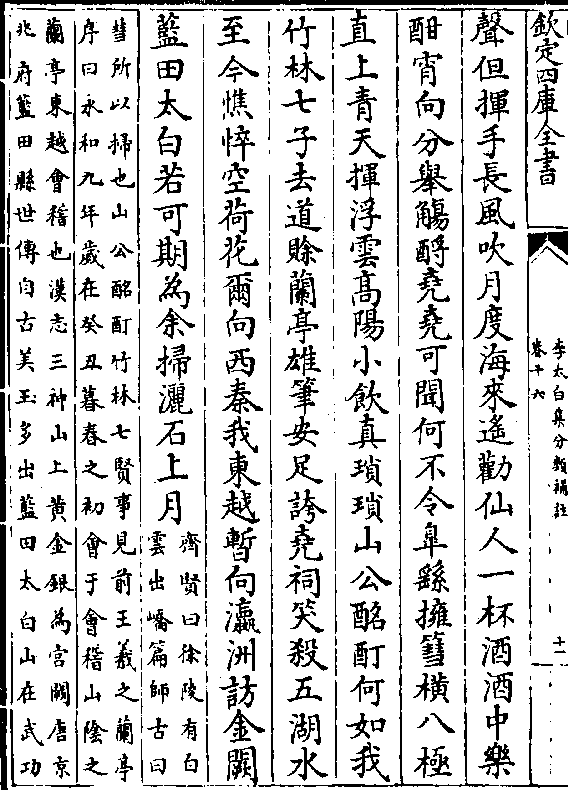 欽定四庫全書
李太白集分類補註
卷十六
十一
聲但揮手長風吹月度海來遙勸仙人一杯酒酒中樂
酣宵向分舉觴酹堯堯可聞何不令臯繇擁篲橫八極
直上青天揮浮雲高陽小飲真瑣瑣山公酩酊何如我
竹林七子去道賒蘭亭雄筆安足誇堯祠笑殺五湖水
至今憔悴空荷花爾向西秦我東越暫向瀛洲訪金闕
藍田太白若可期為余掃灑石上月
齊賢曰徐陵有白
雲出嶠篇師古曰
彗所以掃也山公酩酊竹林七賢事見前王羲之蘭亭
序曰永和九年歲在癸丑暮春之初會于會稽山隂之
蘭亭東越會稽也漢志三神山上黄金銀為宮闕唐京
兆府藍田縣世傳自古美玉多出藍田太白山在武功